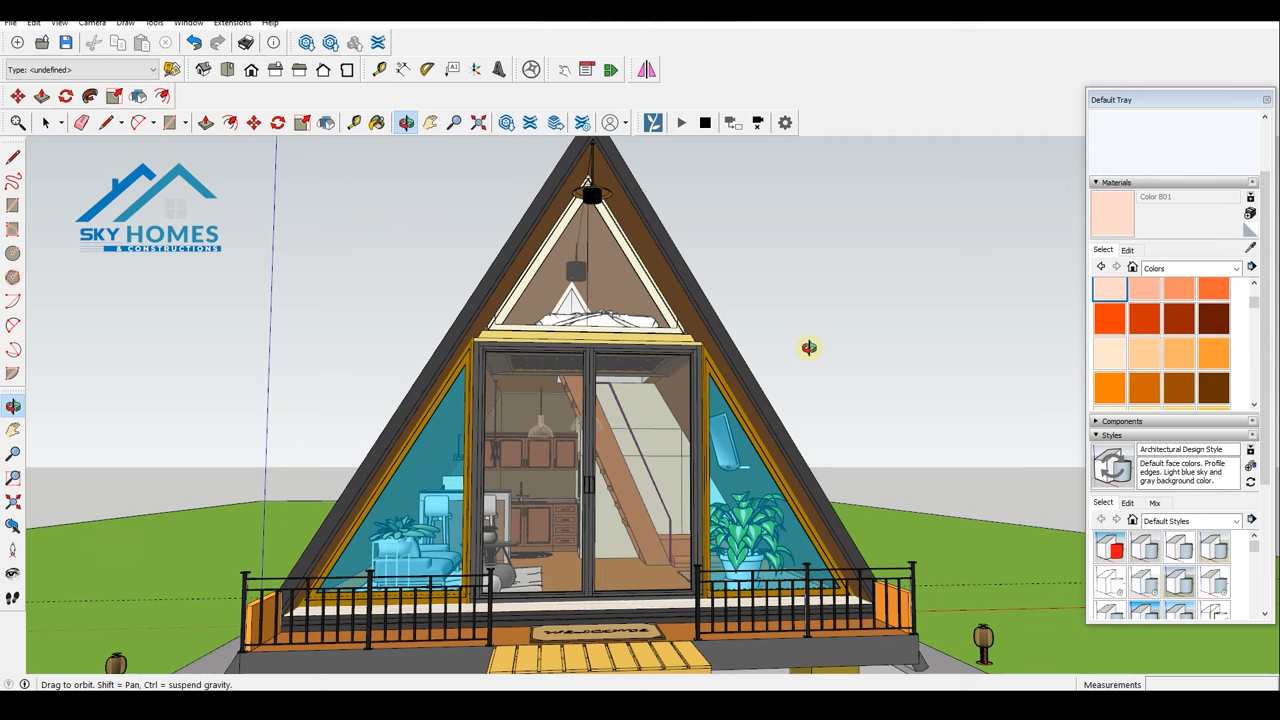 File Edit View Camera Draw Tools Window Extensions Help
Type: <undefined>
A1
Default Tray
SKY HOMES
& CONSTRUCTIONS
Materials
Color B01
Select Edit
Colors
Components
Styles
Architectural Design Style
Default face colors. Profile
edges. Light blue sky and
gray background color.
Select Edit Mix
Default Styles
Welcome
Drag to orbit. Shift = Pan, Ctrl = suspend gravity.
Measurements